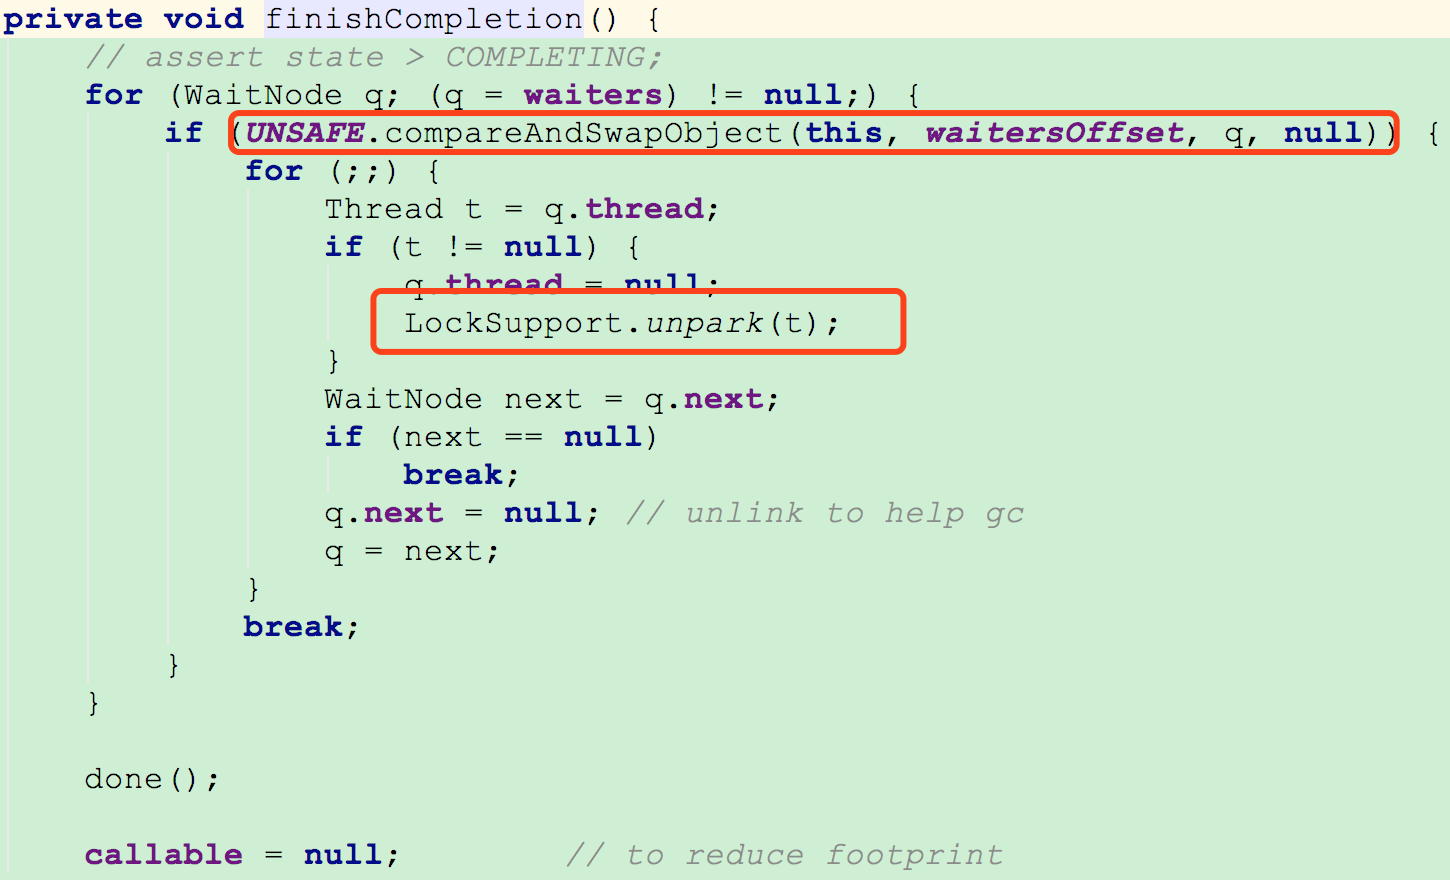 private void finishCompletion() {
    // assert state > COMPLETING;
    for (WaitNode q; (q = waiters) != null;) {
        if (UNSAFE.compareAndSwapObject(this, waitersOffset, q, null)) {
            for (;;) {
                Thread t = q.thread;
                if (t != null) {
                    q.thread = null;
                    LockSupport.unpark(t);
                }
                WaitNode next = q.next;
                if (next == null)
                    break;
                q.next = null; // unlink to help gc
                q = next;
            }
            break;
        }
    }
    done();
    callable = null;        // to reduce footprint